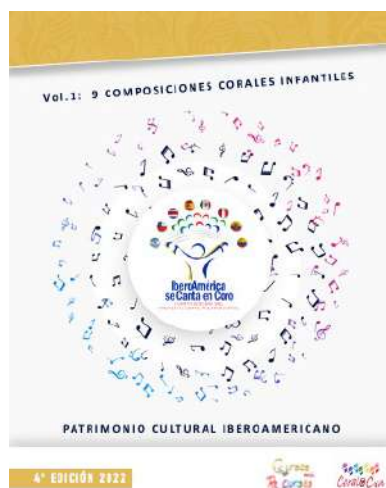 Vol.1: 9 COMPOSICIONES CORALES INFANTILES
IberoAmérica
se Canta en Coro
PATRIMONIO CULTURAL IBEROAMERICANO
4ª EDICIÓN 2022